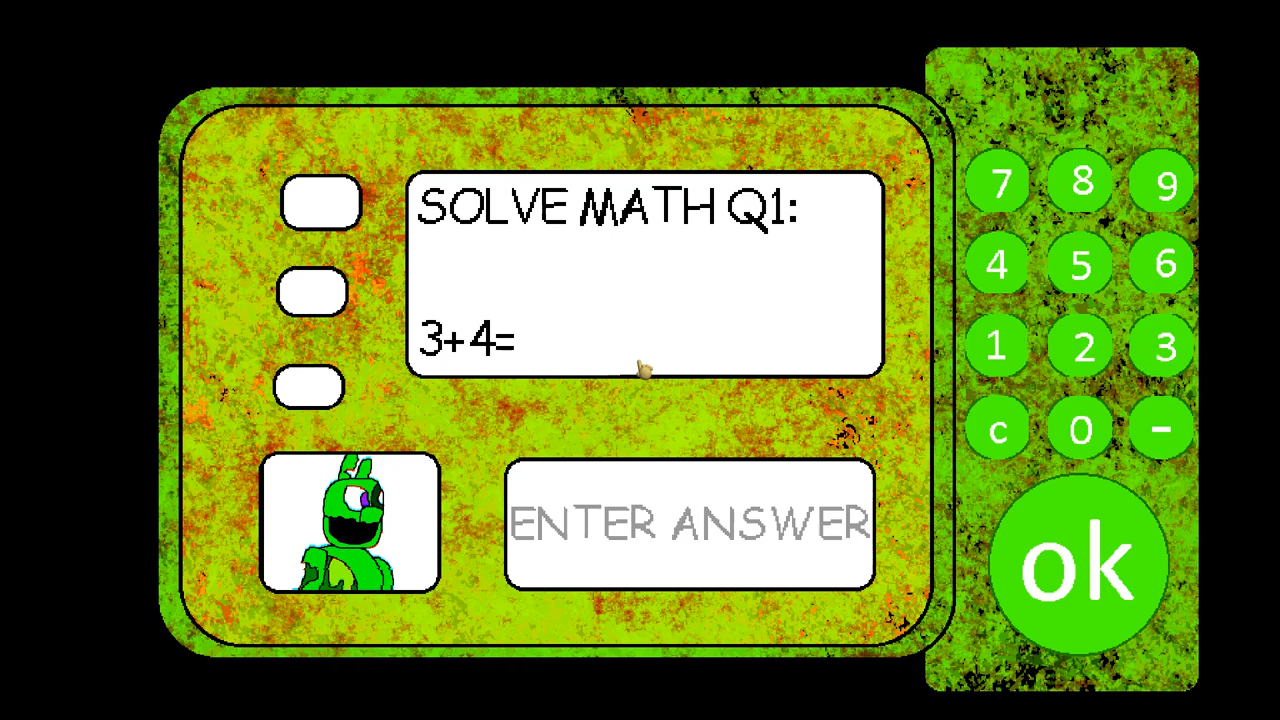 SOLVE MATH Q1:
3+4=
ENTER ANSWER
7 8 9
4 5 6
1 2 3
c 0 -
ok